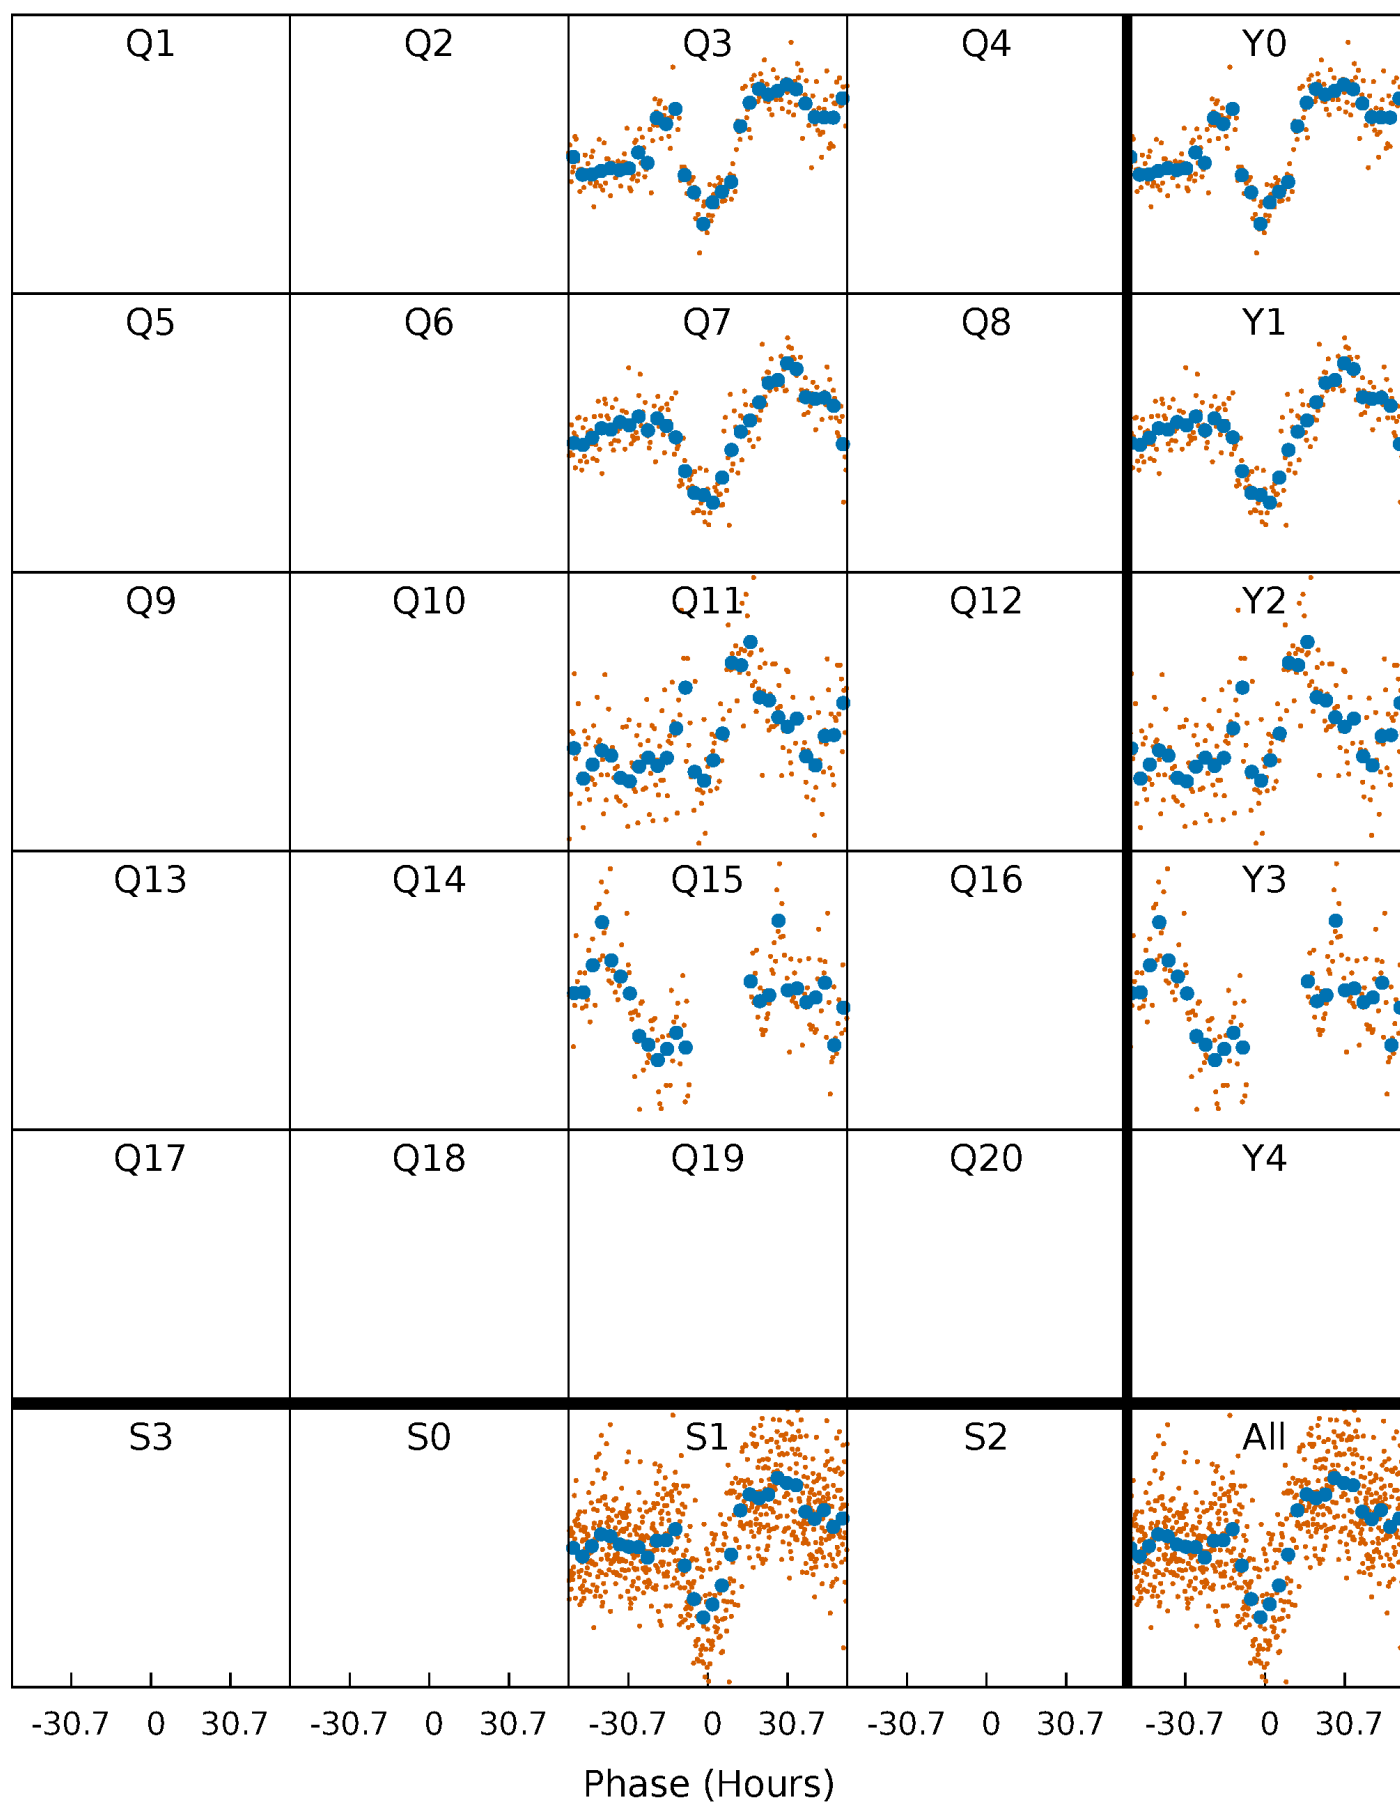 Q1 Q2 Q3 Q4 Y0
Q5 Q6 Q7 Q8 Y1
Q9 Q10 Q11 Q12 Y2
Q13 Q14 Q15 Q16 Y3
Q17 Q18 Q19 Q20 Y4
S3 S0 S1 S2 All
-30.7 0 30.7 -30.7 0 30.7 -30.7 0 30.7 -30.7 0 30.7 -30.7 0 30.7
Phase (Hours)